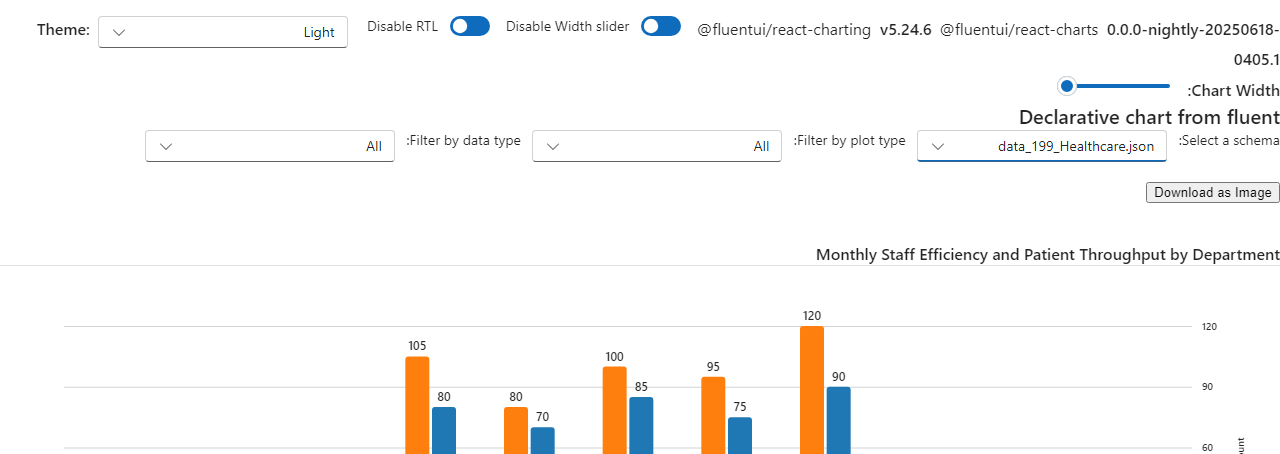 Theme: Light Disable RTL Disable Width slider @fluentui/react-charting v5.24.6 @fluentui/react-charts 0.0.0-nightly-20250618-
0405.1
:Chart Width
Declarative chart from fluent
All :Filter by data type All :Filter by plot type data_199_Healthcare.json :Select a schema
Download as Image
Monthly Staff Efficiency and Patient Throughput by Department
120
120
105
100
95
90
90
85
80
80
75
70
60